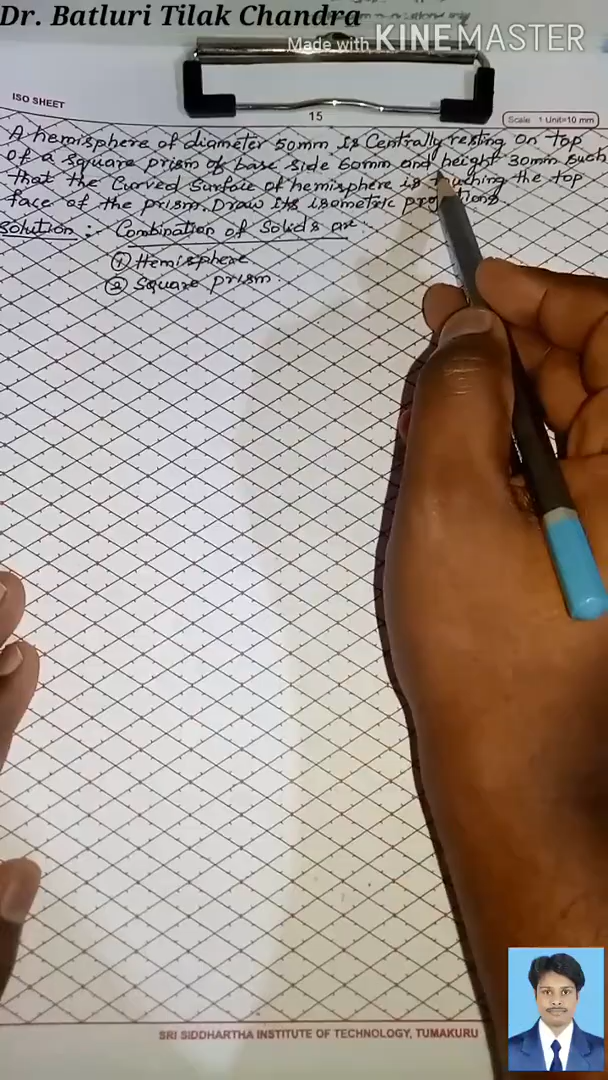 Dr. Batluri Tilak Chandra
Made with KINEMASTER
ISO SHEET
15
Scale 1 Unit=10 mm
A hemisphere of diameter 50mm is Centrally resting on top
of a square prism of base side 60mm and height 30mm such
that the Curved Surface of hemisphere is touching the top
face of the prism. Draw its isometric projections.
Solution :- Combination of Solids are
① Hemisphere
② Square prism.
SRI SIDDHARTHA INSTITUTE OF TECHNOLOGY, TUMAKURU